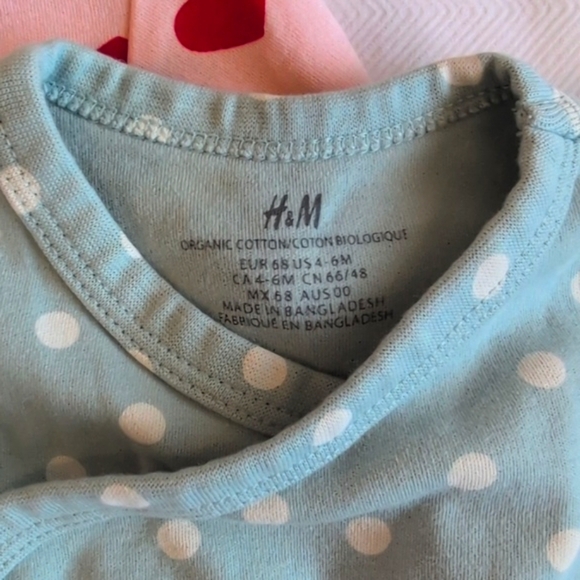 H&M
ORGANIC COTTON/COTON BIOLOGIQUE
EUR 68 US 4-6M
CA 4-6M CN 66/48
MX 68 AUS 00
MADE IN BANGLADESH
FABRIQUÉ EN BANGLADESH